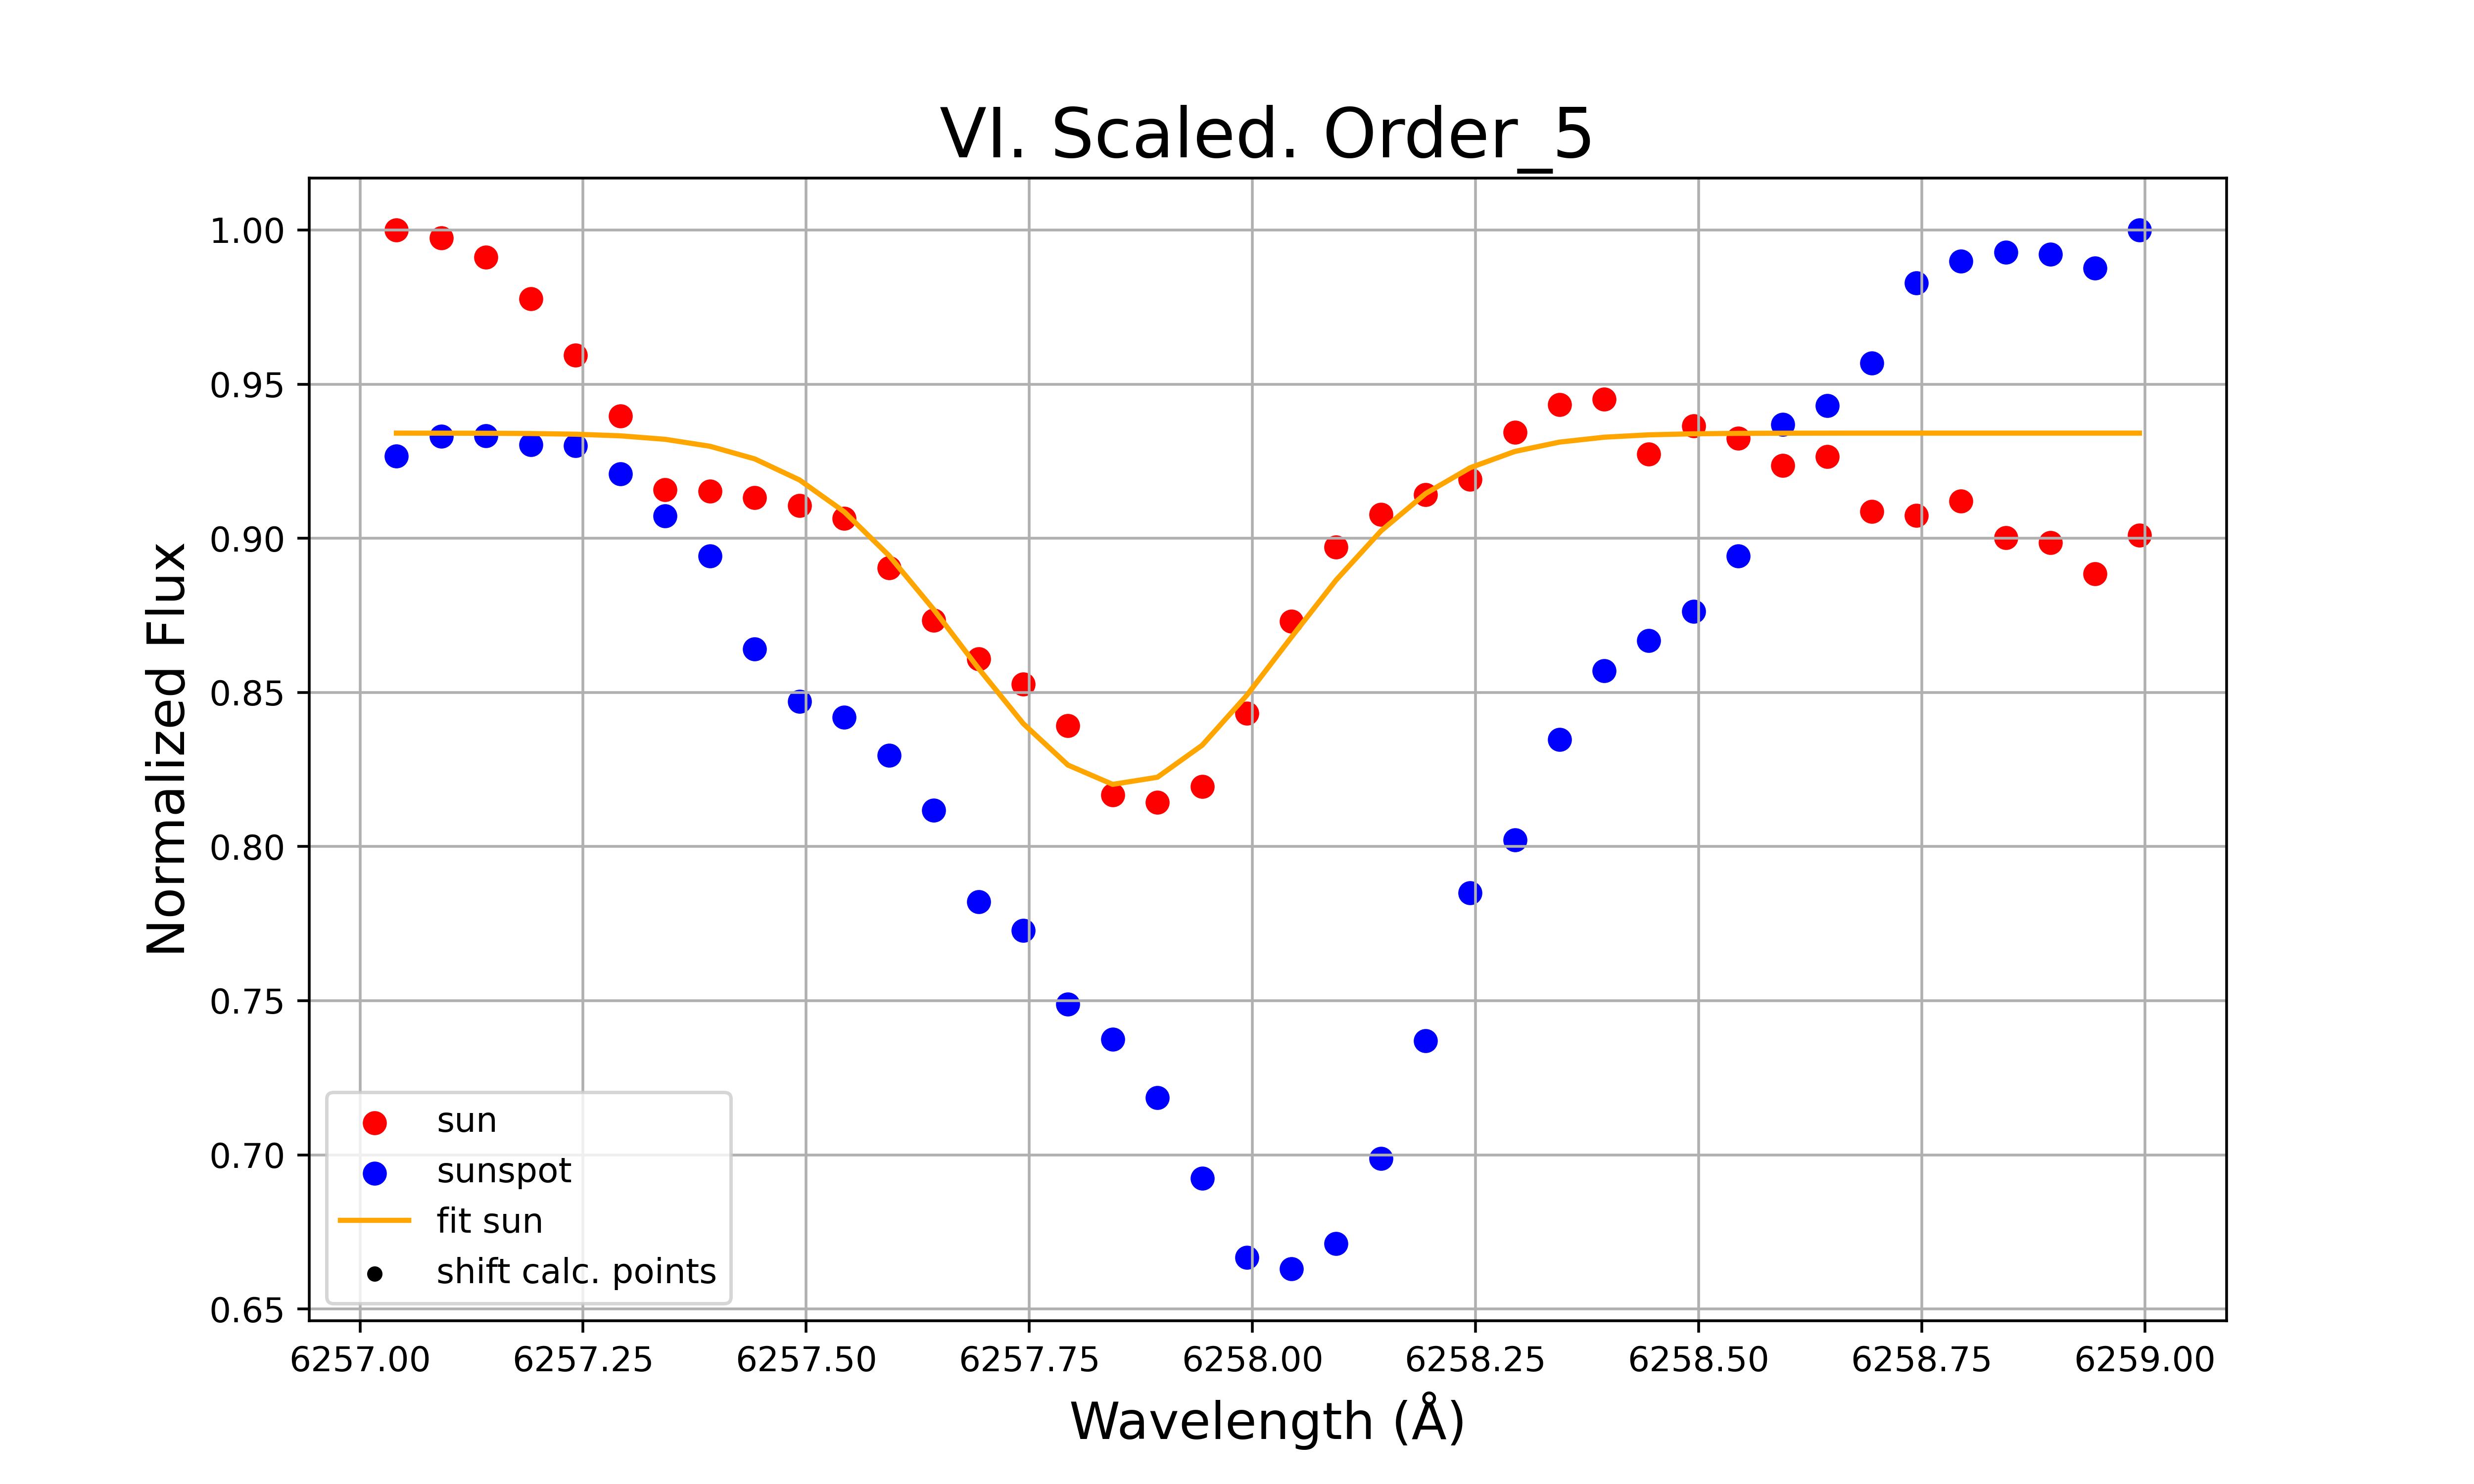 VI. Scaled. Order_5
Normalized Flux
1.00
0.95
0.90
0.85
0.80
0.75
0.70
0.65
sun
sunspot
fit sun
shift calc. points
6257.00 6257.25 6257.50 6257.75 6258.00 6258.25 6258.50 6258.75 6259.00
Wavelength (Å)